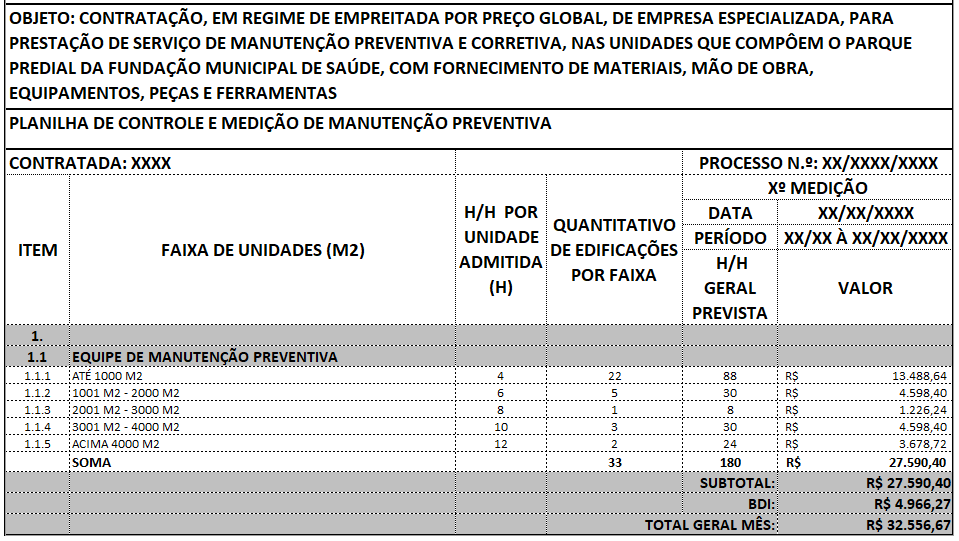 OBJETO: CONTRATAÇÃO, EM REGIME DE EMPREITADA POR PREÇO GLOBAL, DE EMPRESA ESPECIALIZADA, PARA
PRESTAÇÃO DE SERVIÇO DE MANUTENÇÃO PREVENTIVA E CORRETIVA, NAS UNIDADES QUE COMPÔEM O PARQUE
PREDIAL DA FUNDAÇÃO MUNICIPAL DE SAÚDE, COM FORNECIMENTO DE MATERIAIS, MÃO DE OBRA,
EQUIPAMENTOS, PEÇAS E FERRAMENTAS
PLANILHA DE CONTROLE E MEDIÇÃO DE MANUTENÇÃO PREVENTIVA
CONTRATADA: XXXX PROCESSO N.º: XX/XXXX/XXXX
ITEM
FAIXA DE UNIDADES (M2)
H/H POR
UNIDADE
ADMITIDA
(H)
QUANTITATIVO
DE EDIFICAÇÕES
POR FAIXA
Xº MEDIÇÃO
DATA XX/XX/XXXX
PERÍODO XX/XX À XX/XX/XXXX
H/H
GERAL
PREVISTA
VALOR
1.
1.1 EQUIPE DE MANUTENÇÃO PREVENTIVA
1.1.1 ATÉ 1000 M2 4 22 88 R$ 13.488,64
1.1.2 1001 M2 - 2000 M2 6 5 30 R$ 4.598,40
1.1.3 2001 M2 - 3000 M2 8 1 8 R$ 1.226,24
1.1.4 3001 M2 - 4000 M2 10 3 30 R$ 4.598,40
1.1.5 ACIMA 4000 M2 12 2 24 R$ 3.678,72
SOMA 33 180 R$ 27.590,40
SUBTOTAL: R$ 27.590,40
BDI: R$ 4.966,27
TOTAL GERAL MÊS: R$ 32.556,67